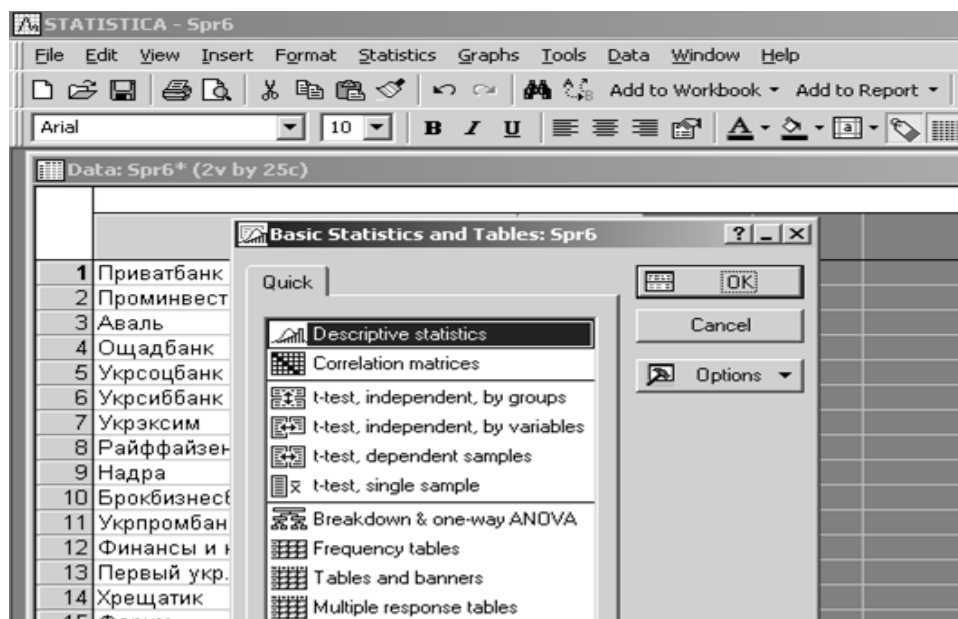 STATISTICA - Spr6
File Edit View Insert Format Statistics Graphs Tools Data Window Help
Add to Workbook Add to Report
Arial 10 B I U A a
Data: Spr6* (2v by 25c)
Basic Statistics and Tables: Spr6
Quick
OK
Cancel
Options
Descriptive statistics
Correlation matrices
t-test, independent, by groups
t-test, independent, by variables
t-test, dependent samples
t-test, single sample
Breakdown & one-way ANOVA
Frequency tables
Tables and banners
Multiple response tables
1 Приватбанк
2 Проминвест
3 Аваль
4 Ощадбанк
5 Укрсоцбанк
6 Укрсиббанк
7 Укрэксим
8 Райффайзен
9 Надра
10 Брокбизнесб
11 Укрпромбан
12 Финансы и
13 Первый укр.
14 Хрещатик
15